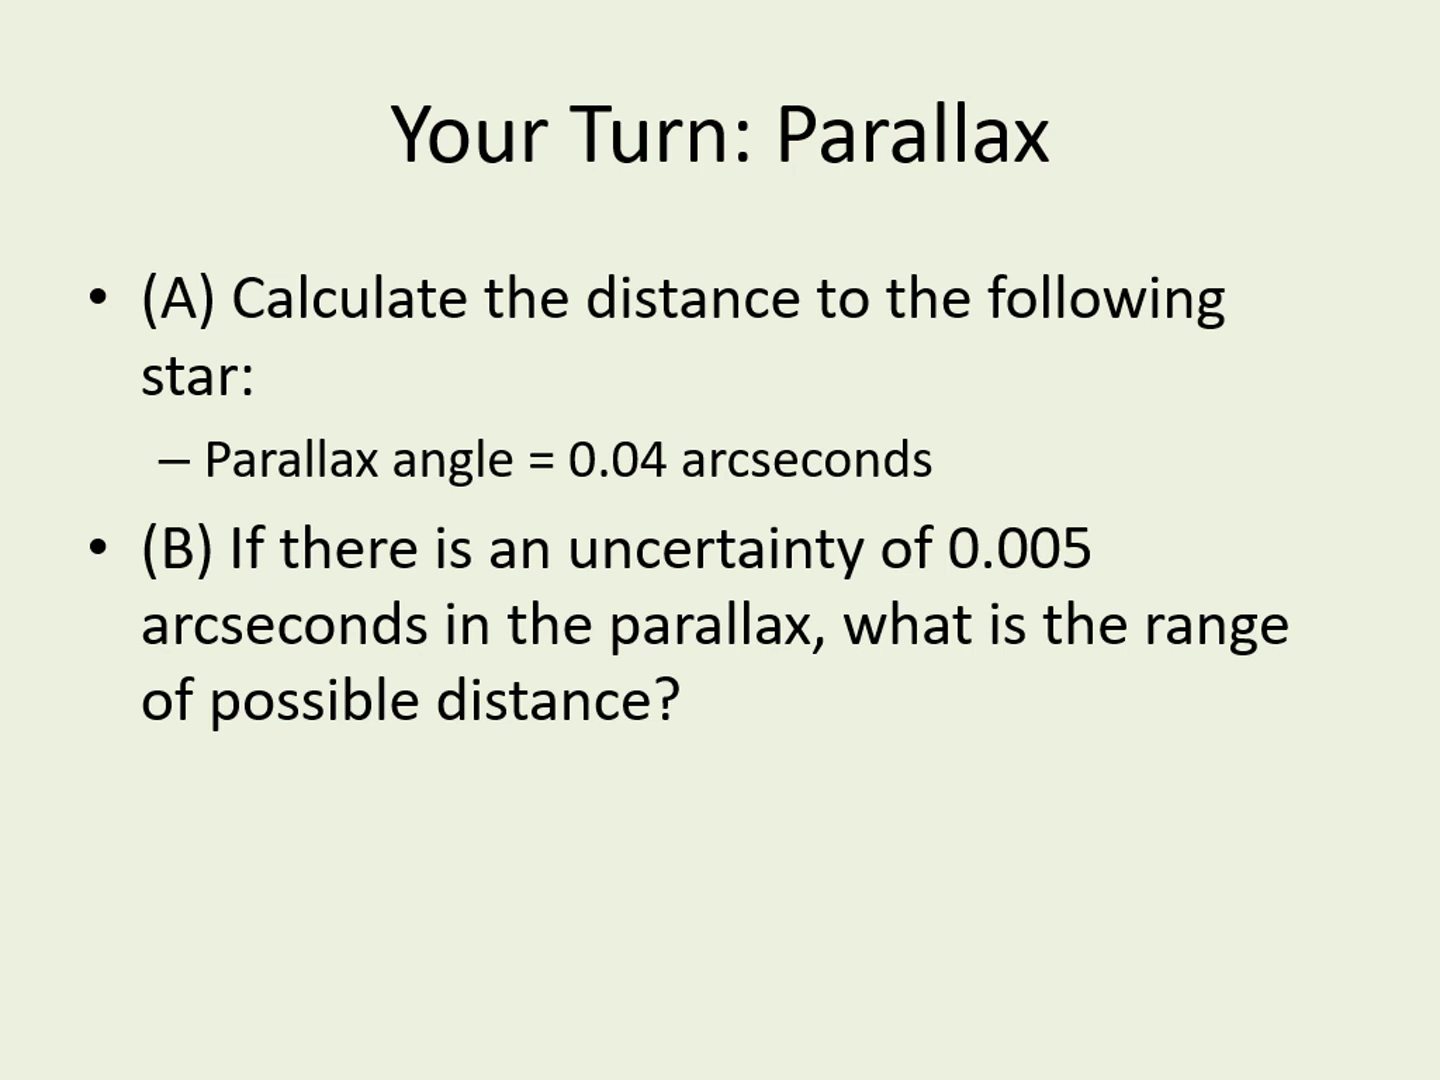 Your Turn: Parallax
• (A) Calculate the distance to the following
star:
– Parallax angle = 0.04 arcseconds
• (B) If there is an uncertainty of 0.005
arcseconds in the parallax, what is the range
of possible distance?